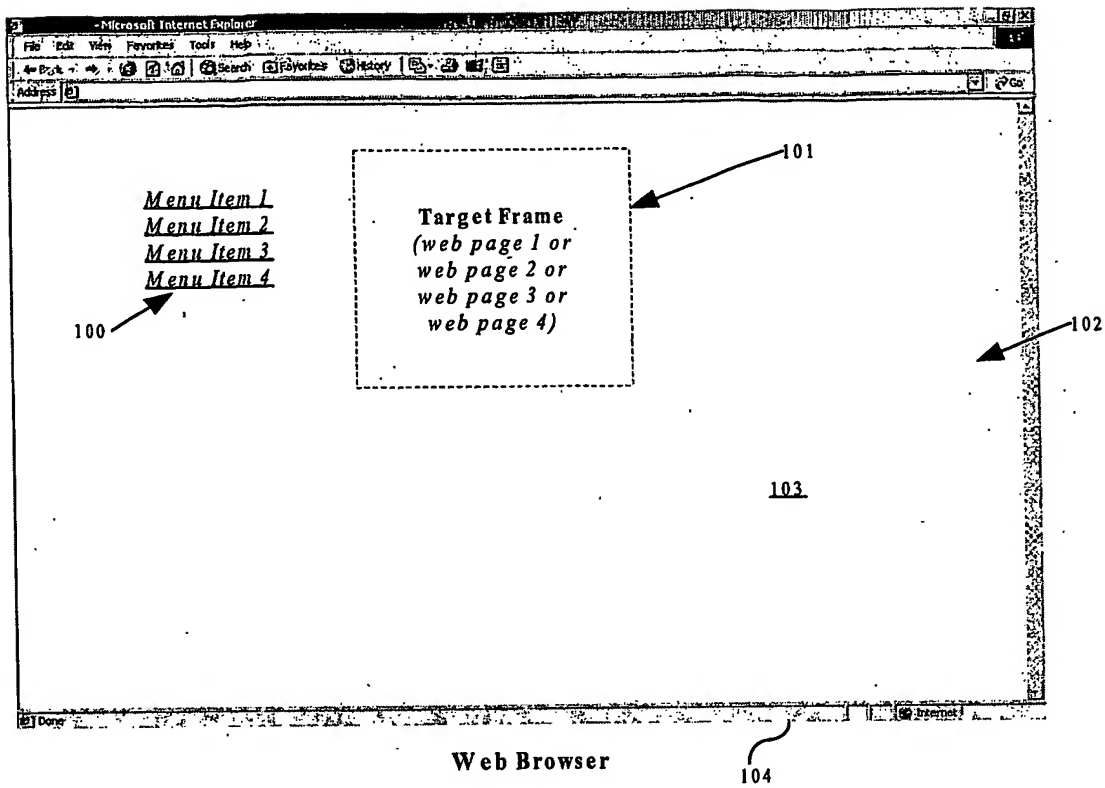 - Microsoft Internet Explorer
File Edit View Favorites Tools Help
Back Search Favorites History
Address Go
101
Menu Item 1
Menu Item 2
Menu Item 3
Menu Item 4
Target Frame
(web page 1 or
web page 2 or
web page 3 or
web page 4)
100
102
103
Done Internet
Web Browser
104